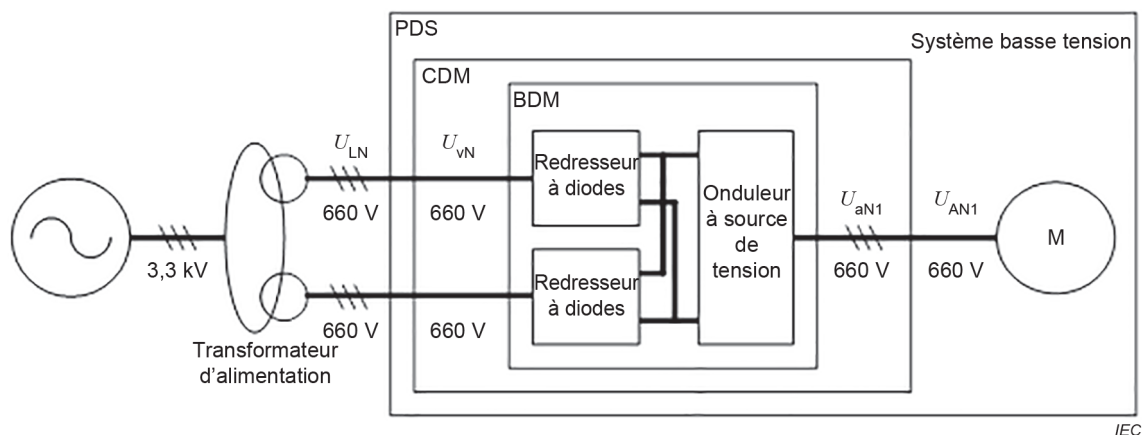 PDS
Système basse tension
CDM
BDM
U_LN
U_vN
Redresseur
à diodes
660 V
660 V
Onduleur
à source
de
tension
U_aN1
U_AN1
M
3,3 kV
660 V
660 V
Redresseur
à diodes
660 V
660 V
Transformateur
d’alimentation
IEC